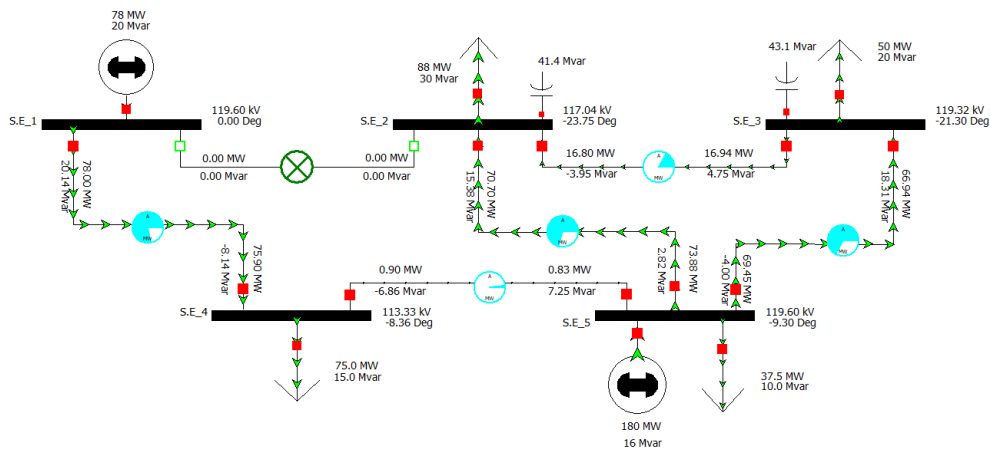 78 MW
20 Mvar
119.60 kV
0.00 Deg
S.E_1
88 MW
30 Mvar
41.4 Mvar
117.04 kV
-23.75 Deg
S.E_2
43.1 Mvar
50 MW
20 Mvar
119.32 kV
-21.30 Deg
S.E_3
0.00 MW
0.00 Mvar
0.00 MW
0.00 Mvar
16.80 MW
-3.95 Mvar
A
MW
16.94 MW
4.75 Mvar
78.00 MW
20.14 Mvar
A
MW
75.90 MW
-8.14 Mvar
70.70 MW
15.38 Mvar
A
MW
73.88 MW
2.82 Mvar
66.94 MW
18.31 Mvar
A
MW
69.45 MW
-4.00 Mvar
0.90 MW
-6.86 Mvar
A
MW
0.83 MW
7.25 Mvar
S.E_4
113.33 kV
-8.36 Deg
S.E_5
119.60 kV
-9.30 Deg
75.0 MW
15.0 Mvar
A
MW
37.5 MW
10.0 Mvar
180 MW
16 Mvar